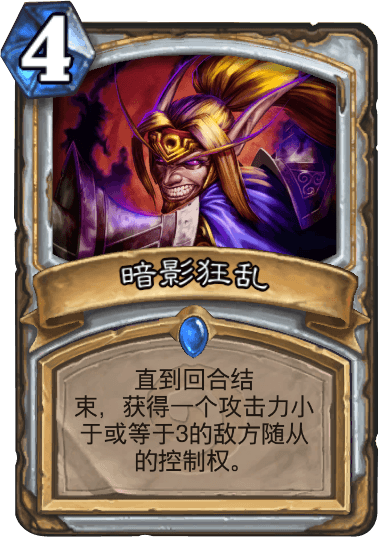 4
暗影狂乱
直到回合结
束，获得一个攻击力小
于或等于3的敌方随从
的控制权。